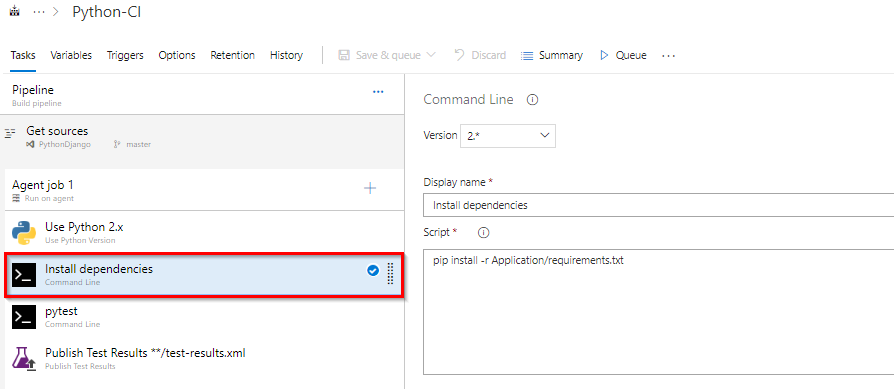 ··· > Python-CI
Tasks Variables Triggers Options Retention History Save & queue Discard Summary Queue ···
Pipeline ···
Build pipeline
Get sources
PythonDjango master
Agent job 1 +
Run on agent
Use Python 2.x
Use Python Version
Install dependencies
Command Line
pytest
Command Line
Publish Test Results **/test-results.xml
Publish Test Results
Command Line
Version 2.*
Display name *
Install dependencies
Script *
pip install -r Application/requirements.txt